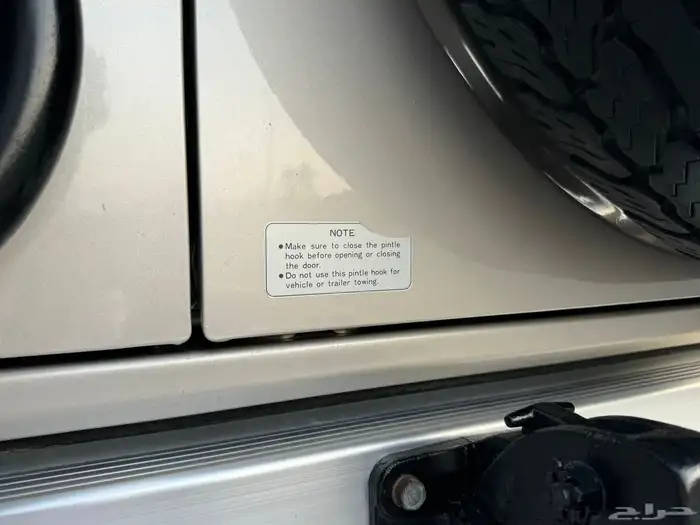 NOTE
● Make sure to close the pintle
hook before opening or closing
the door.
● Do not use this pintle hook for
vehicle or trailer towing.
حراج